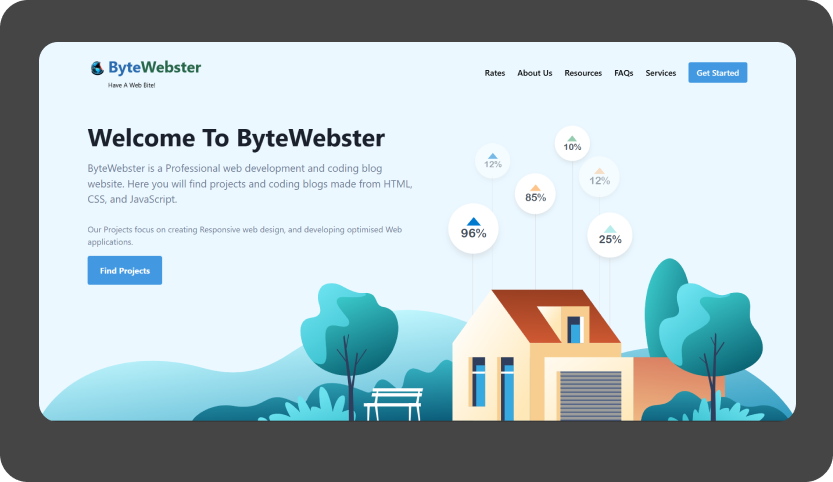 ByteWebster
Have A Web Bite!
Rates About Us Resources FAQs Services Get Started
Welcome To ByteWebster
ByteWebster is a Professional web development and coding blog
website. Here you will find projects and coding blogs made from HTML,
CSS, and JavaScript.
Our Projects focus on creating Responsive web design, and developing optimised Web
applications.
Find Projects
10%
12%
12%
85%
96%
25%